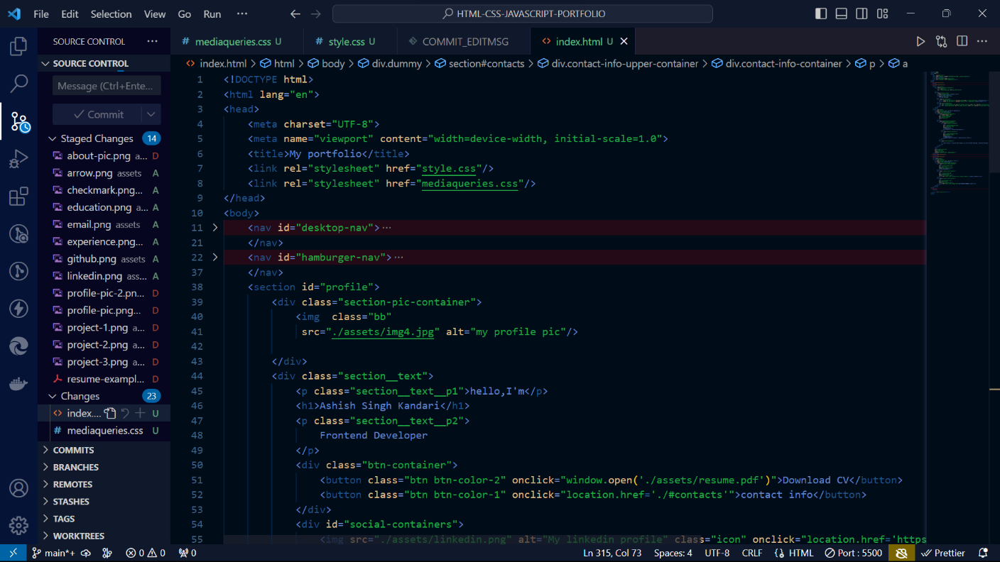 File Edit Selection View Go Run ··· HTML-CSS-JAVASCRIPT-PORTFOLIO
SOURCE CONTROL ···
# mediaqueries.css U # style.css U COMMIT_EDITMSG <> index.html U
SOURCE CONTROL
<> index.html > html > body > div.dummy > section#contacts > div.contact-info-upper-container > div.contact-info-container > p > a
Message (Ctrl+Ente...
Commit
Staged Changes 14
about-pic.png a... D
arrow.png assets A
checkmark.png... A
education.png a... A
email.png assets A
experience.png... A
github.png assets A
linkedin.png ass... A
profile-pic-2.pn... D
profile-pic.png... D
project-1.png a... D
project-2.png a... D
project-3.png a... D
resume-exampl... D
Changes 23
<> index.... U
# mediaqueries.css U
COMMITS
BRANCHES
REMOTES
STASHES
TAGS
WORKTREES
1 <!DOCTYPE html>
2 <html lang="en">
3 <head>
4 <meta charset="UTF-8">
5 <meta name="viewport" content="width=device-width, initial-scale=1.0">
6 <title>My portfolio</title>
7 <link rel="stylesheet" href="style.css"/>
8 <link rel="stylesheet" href="mediaqueries.css"/>
9 </head>
10 <body>
11 <nav id="desktop-nav">···
21 </nav>
22 <nav id="hamburger-nav">···
37 </nav>
38 <section id="profile">
39 <div class="section-pic-container">
40 <img  class="bb"
41 src="./assets/img4.jpg" alt="my profile pic"/>
42
43 </div>
44 <div class="section__text">
45 <p class="section__text__p1">hello,I'm</p>
46 <h1>Ashish Singh Kandari</h1>
47 <p class="section__text__p2">
48 Frontend Developer
49 </p>
50 <div class="btn-container">
51 <button class="btn btn-color-2" onclick="window.open('./assets/resume.pdf')">Download CV</button>
52 <button class="btn btn-color-1" onclick="location.href='./#contacts'">contact info</button>
53 </div>
54 <div id="social-containers">
55 <img src="./assets/linkedin.png" alt="My linkedin profile" class="icon" onclick="location.href='https
main*+ 0 0 0 Ln 315, Col 73 Spaces: 4 UTF-8 CRLF {} HTML Port : 5500 Prettier